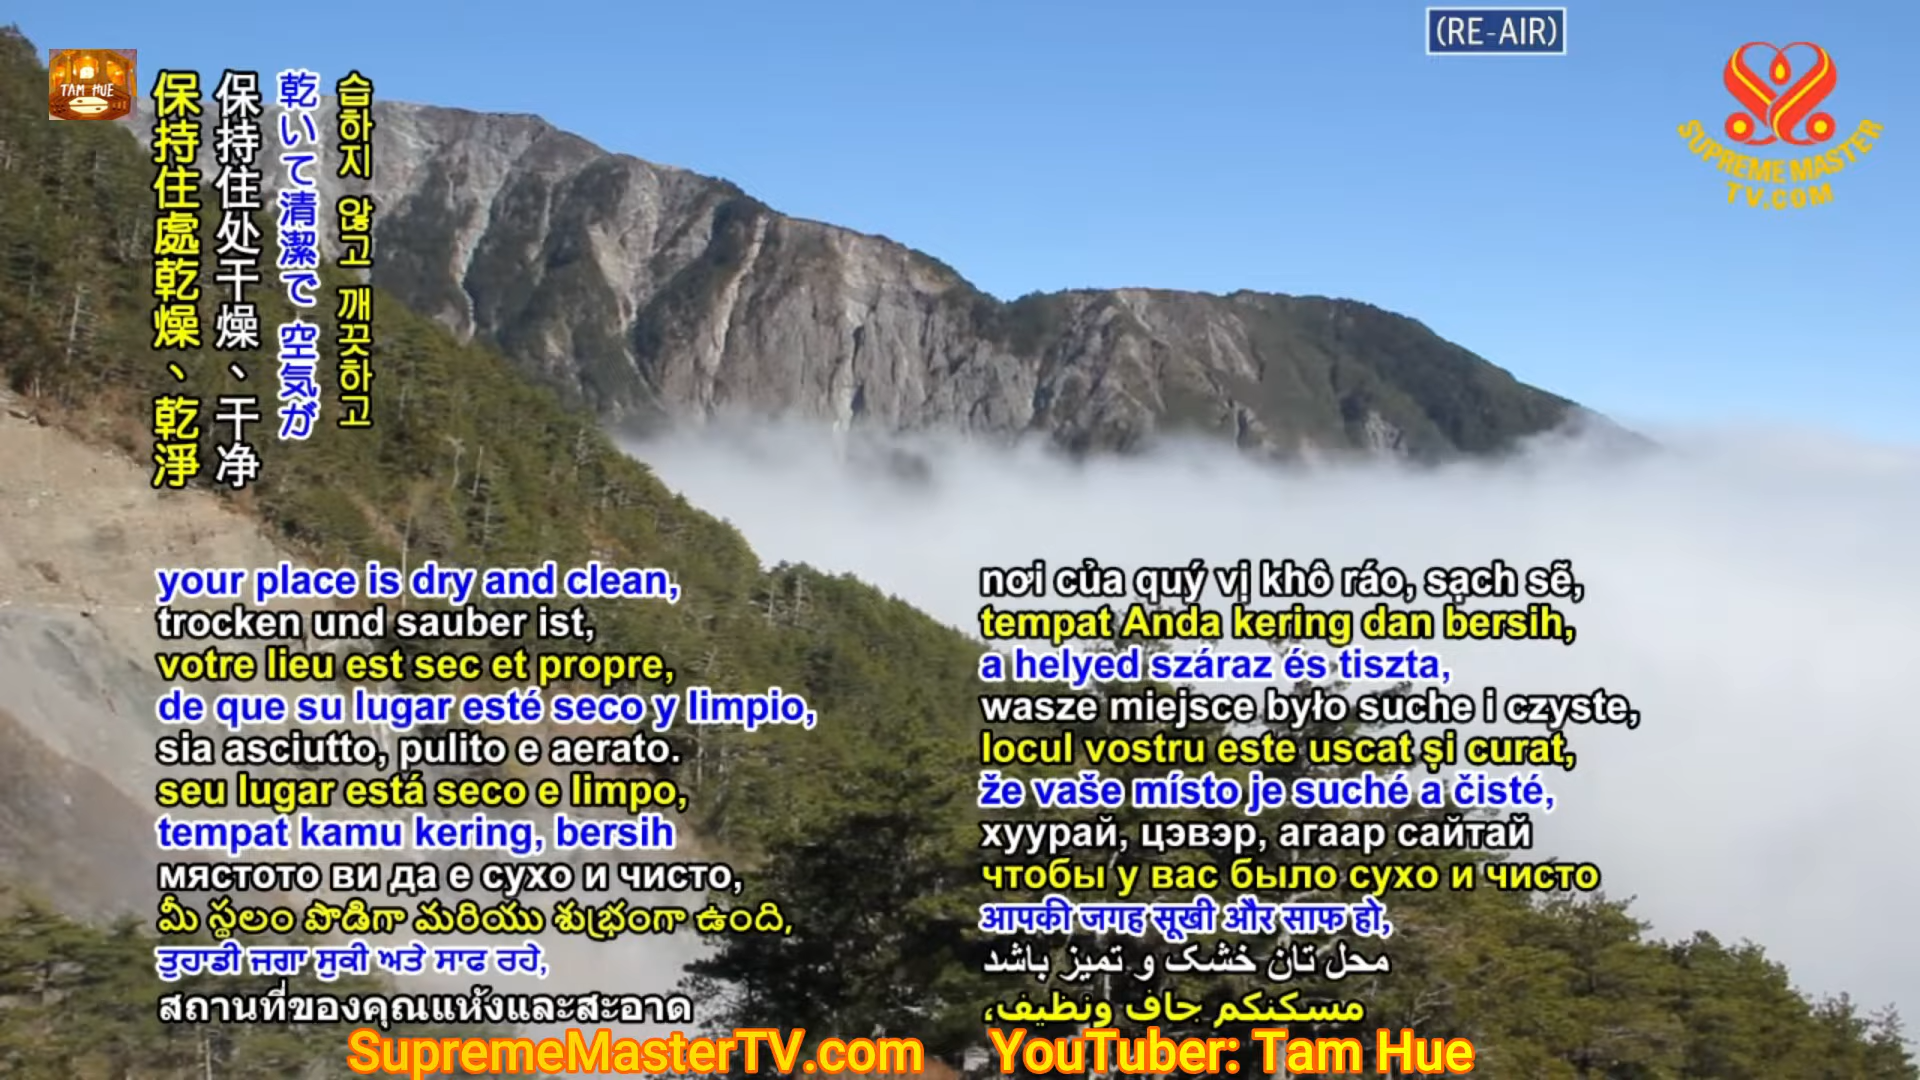 (RE-AIR)
TAM HUE
SUPREME MASTER
TV.COM
保持住處乾燥、乾淨
保持住处干燥、干净
乾いて清潔で 空気が
습하지 않고 깨끗하고
your place is dry and clean,
trocken und sauber ist,
votre lieu est sec et propre,
de que su lugar esté seco y limpio,
sia asciutto, pulito e aerato.
seu lugar está seco e limpo,
tempat kamu kering, bersih
мястото ви да е сухо и чисто,
మీ స్థలం పొడిగా మరియు శుభ్రంగా ఉంది,
ਤੁਹਾਡੀ ਜਗਾ ਸੁਕੀ ਅਤੇ ਸਾਫ ਰਹੇ,
สถานที่ของคุณแห้งและสะอาด
nơi của quý vị khô ráo, sạch sẽ,
tempat Anda kering dan bersih,
a helyed száraz és tiszta,
wasze miejsce było suche i czyste,
locul vostru este uscat și curat,
že vaše místo je suché a čisté,
хуурай, цэвэр, агаар сайтай
чтобы у вас было сухо и чисто
आपकी जगह सूखी और साफ हो,
محل تان خشک و تمیز باشد
مسكنكم جاف ونظيف،
SupremeMasterTV.com
YouTuber: Tam Hue